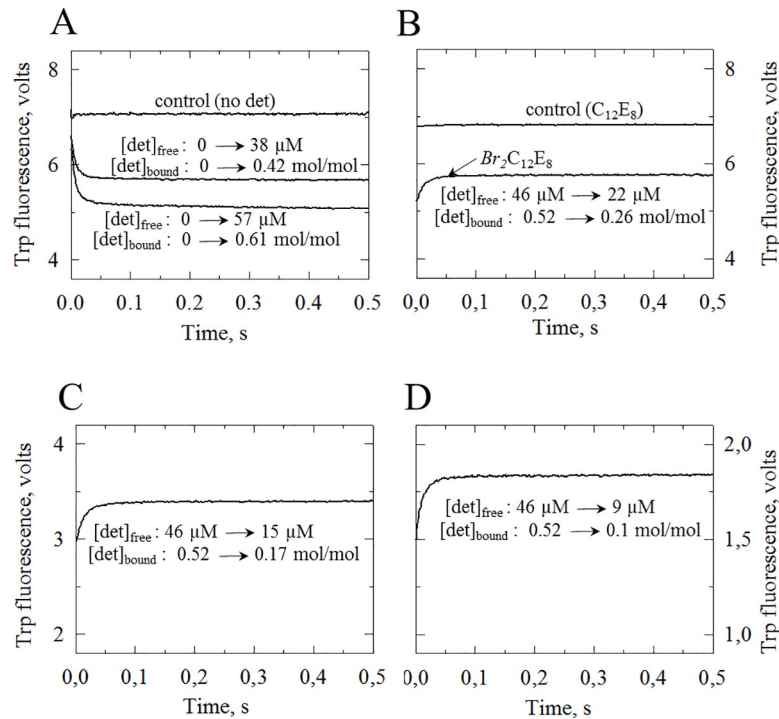 A
B
Trp fluorescence, volts
8
6
4
control (no det)
[det]free : 0 → 38 µM
[det]bound : 0 → 0.42 mol/mol
[det]free : 0 → 57 µM
[det]bound : 0 → 0.61 mol/mol
0.0 0.1 0.2 0.3 0.4 0.5
Time, s
control (C12E8)
Br2C12E8
[det]free : 46 µM → 22 µM
[det]bound : 0.52 → 0.26 mol/mol
8
6
4
Trp fluorescence, volts
0,0 0,1 0,2 0,3 0,4 0,5
Time, s
C
D
Trp fluorescence, volts
4
3
2
[det]free : 46 µM → 15 µM
[det]bound : 0.52 → 0.17 mol/mol
0,0 0,1 0,2 0,3 0,4 0,5
Time, s
[det]free : 46 µM → 9 µM
[det]bound : 0.52 → 0.1 mol/mol
2,0
1,5
1,0
Trp fluorescence, volts
0,0 0,1 0,2 0,3 0,4 0,5
Time, s